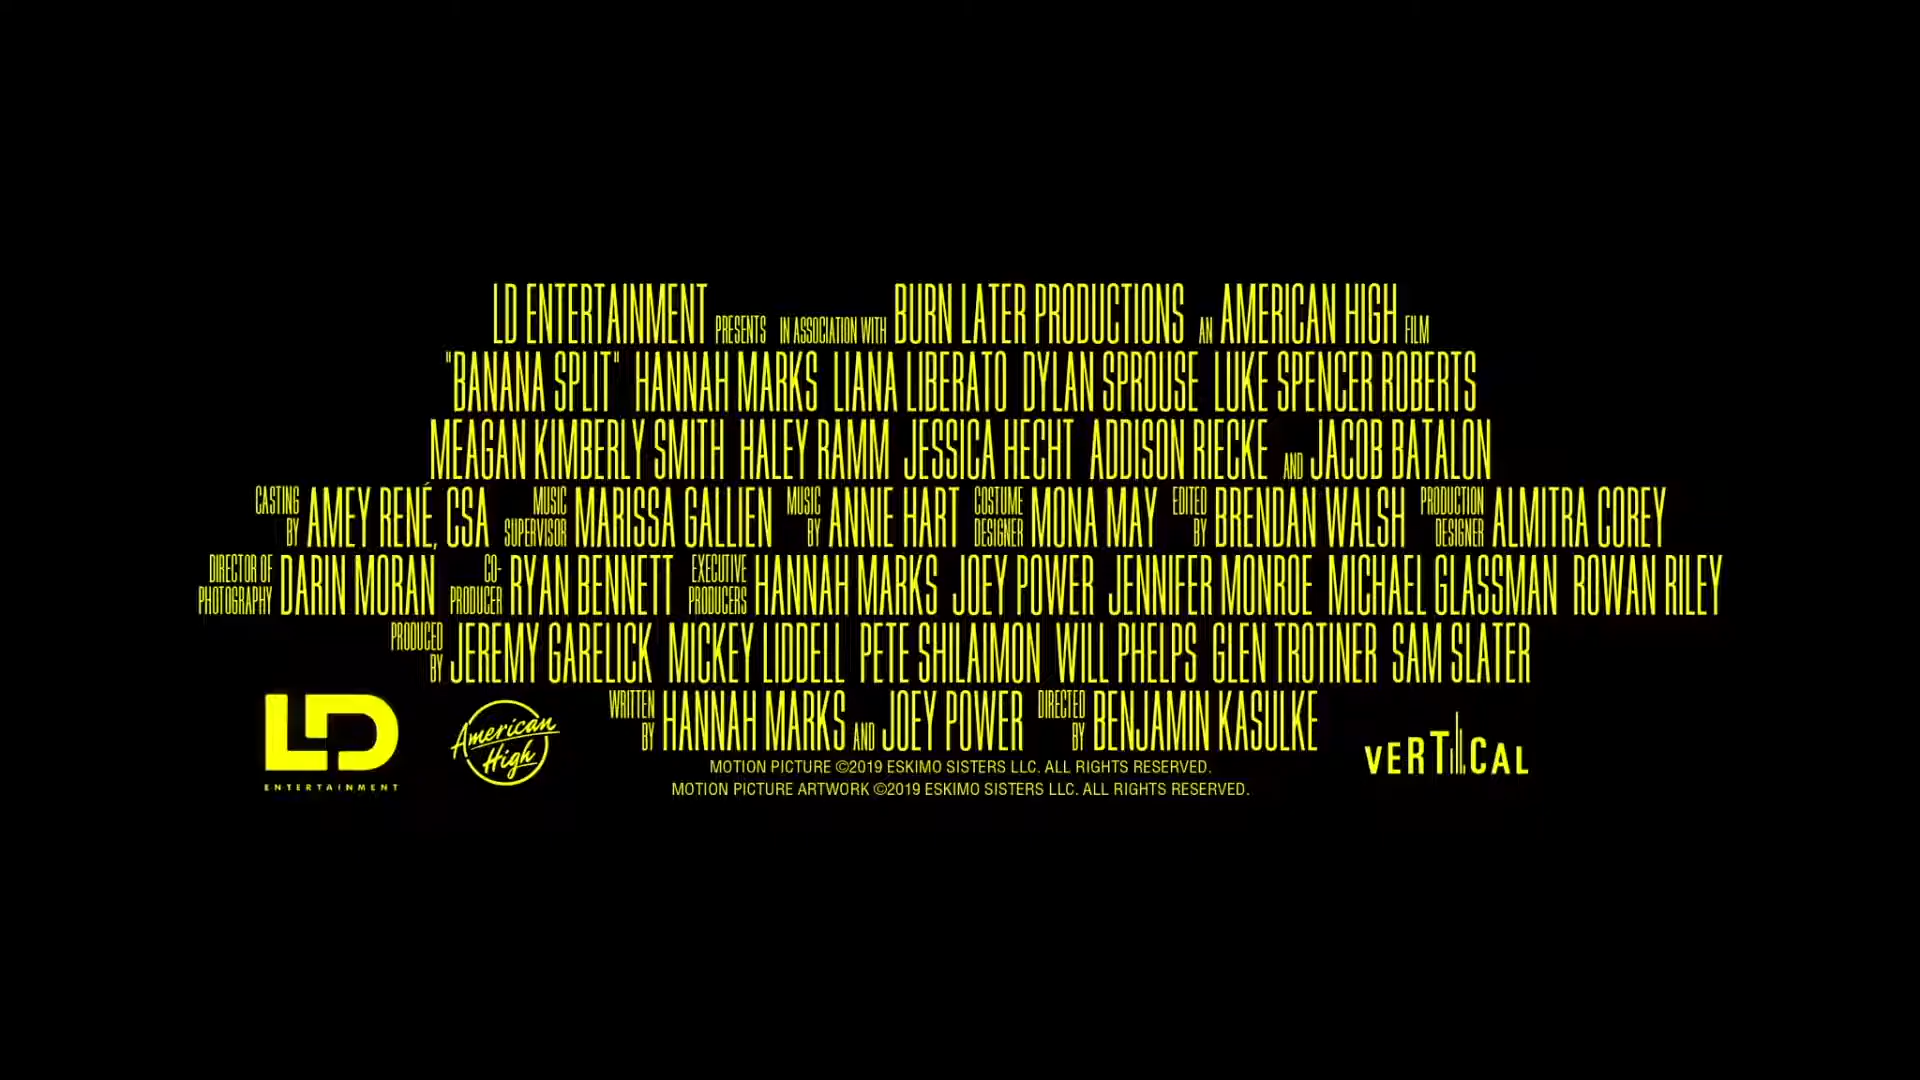 LD ENTERTAINMENT PRESENTS IN ASSOCIATION WITH BURN LATER PRODUCTIONS AN AMERICAN HIGH FILM
"BANANA SPLIT" HANNAH MARKS LIANA LIBERATO DYLAN SPROUSE LUKE SPENCER ROBERTS
MEAGAN KIMBERLY SMITH HALEY RAMM JESSICA HECHT ADDISON RIECKE AND JACOB BATALON
CASTING BY AMEY RENÉ, CSA MUSIC SUPERVISOR MARISSA GALLIEN MUSIC BY ANNIE HART COSTUME DESIGNER MONA MAY EDITED BY BRENDAN WALSH PRODUCTION DESIGNER ALMITRA COREY
DIRECTOR OF PHOTOGRAPHY DARIN MORAN CO-PRODUCER RYAN BENNETT EXECUTIVE PRODUCERS HANNAH MARKS JOEY POWER JENNIFER MONROE MICHAEL GLASSMAN ROWAN RILEY
PRODUCED BY JEREMY GARELICK MICKEY LIDDELL PETE SHILAIMON WILL PHELPS GLEN TROTINER SAM SLATER
WRITTEN BY HANNAH MARKS AND JOEY POWER DIRECTED BY BENJAMIN KASULKE
LD ENTERTAINMENT
American High
VERTICAL
MOTION PICTURE ©2019 ESKIMO SISTERS LLC. ALL RIGHTS RESERVED.
MOTION PICTURE ARTWORK ©2019 ESKIMO SISTERS LLC. ALL RIGHTS RESERVED.